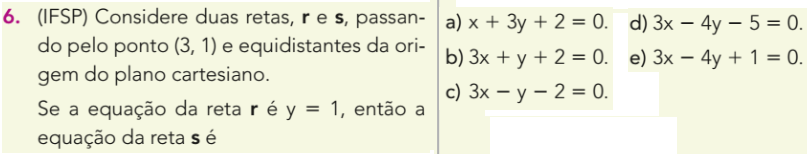 6. (IFSP) Considere duas retas, r e s, passan-
do pelo ponto (3, 1) e equidistantes da ori-
gem do plano cartesiano.
Se a equação da reta r é y = 1, então a
equação da reta s é
a) x + 3y + 2 = 0.
b) 3x + y + 2 = 0.
c) 3x − y − 2 = 0.
d) 3x − 4y − 5 = 0.
e) 3x − 4y + 1 = 0.